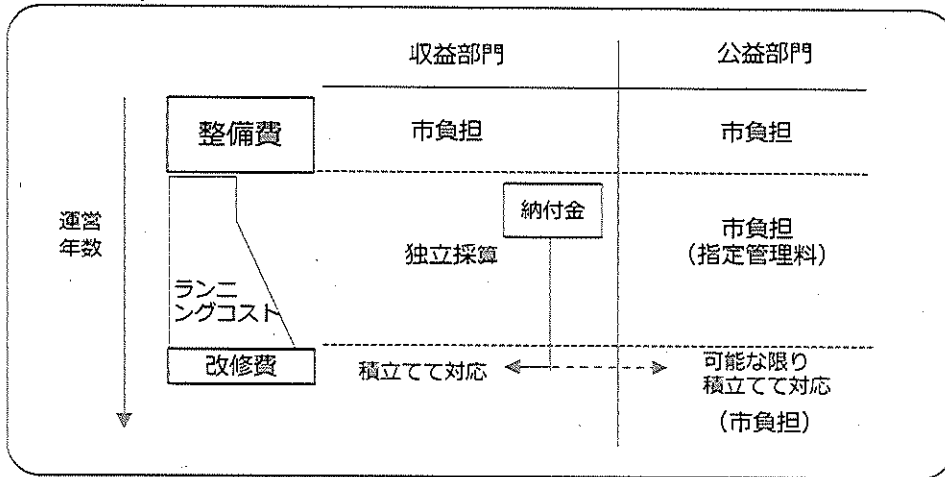 収益部門
公益部門
整備費
市負担
市負担
運営
年数
納付金
市負担
(指定管理料)
独立採算
ランニ
ングコスト
改修費
積立てて対応
可能な限り
積立てて対応
(市負担)